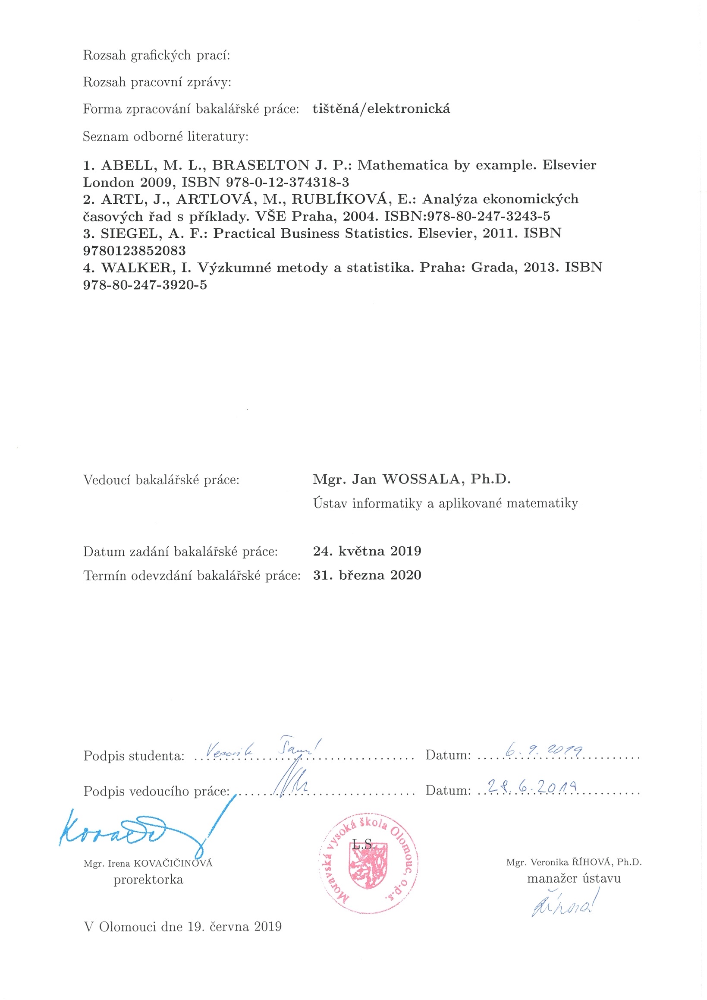 Rozsah grafických prací:
Rozsah pracovní zprávy:
Forma zpracování bakalářské práce: tištěná/elektronická
Seznam odborné literatury:
1. ABELL, M. L., BRASELTON J. P.: Mathematica by example. Elsevier
London 2009, ISBN 978-0-12-374318-3
2. ARTL, J., ARTLOVÁ, M., RUBLÍKOVÁ, E.: Analýza ekonomických
časových řad s příklady. VŠE Praha, 2004. ISBN:978-80-247-3243-5
3. SIEGEL, A. F.: Practical Business Statistics. Elsevier, 2011. ISBN
9780123852083
4. WALKER, I. Výzkumné metody a statistika. Praha: Grada, 2013. ISBN
978-80-247-3920-5
Vedoucí bakalářské práce: Mgr. Jan WOSSALA, Ph.D.
Ústav informatiky a aplikované matematiky
Datum zadání bakalářské práce: 24. května 2019
Termín odevzdání bakalářské práce: 31. března 2020
Podpis studenta: Datum: 6. 9. 2019
Podpis vedoucího práce: Datum: 28. 6. 2019
Moravská vysoká škola Olomouc, o.p.s.
L.S.
Mgr. Irena KOVAČIČINOVÁ
prorektorka
Mgr. Veronika ŘÍHOVÁ, Ph.D.
manažer ústavu
Říhová
V Olomouci dne 19. června 2019